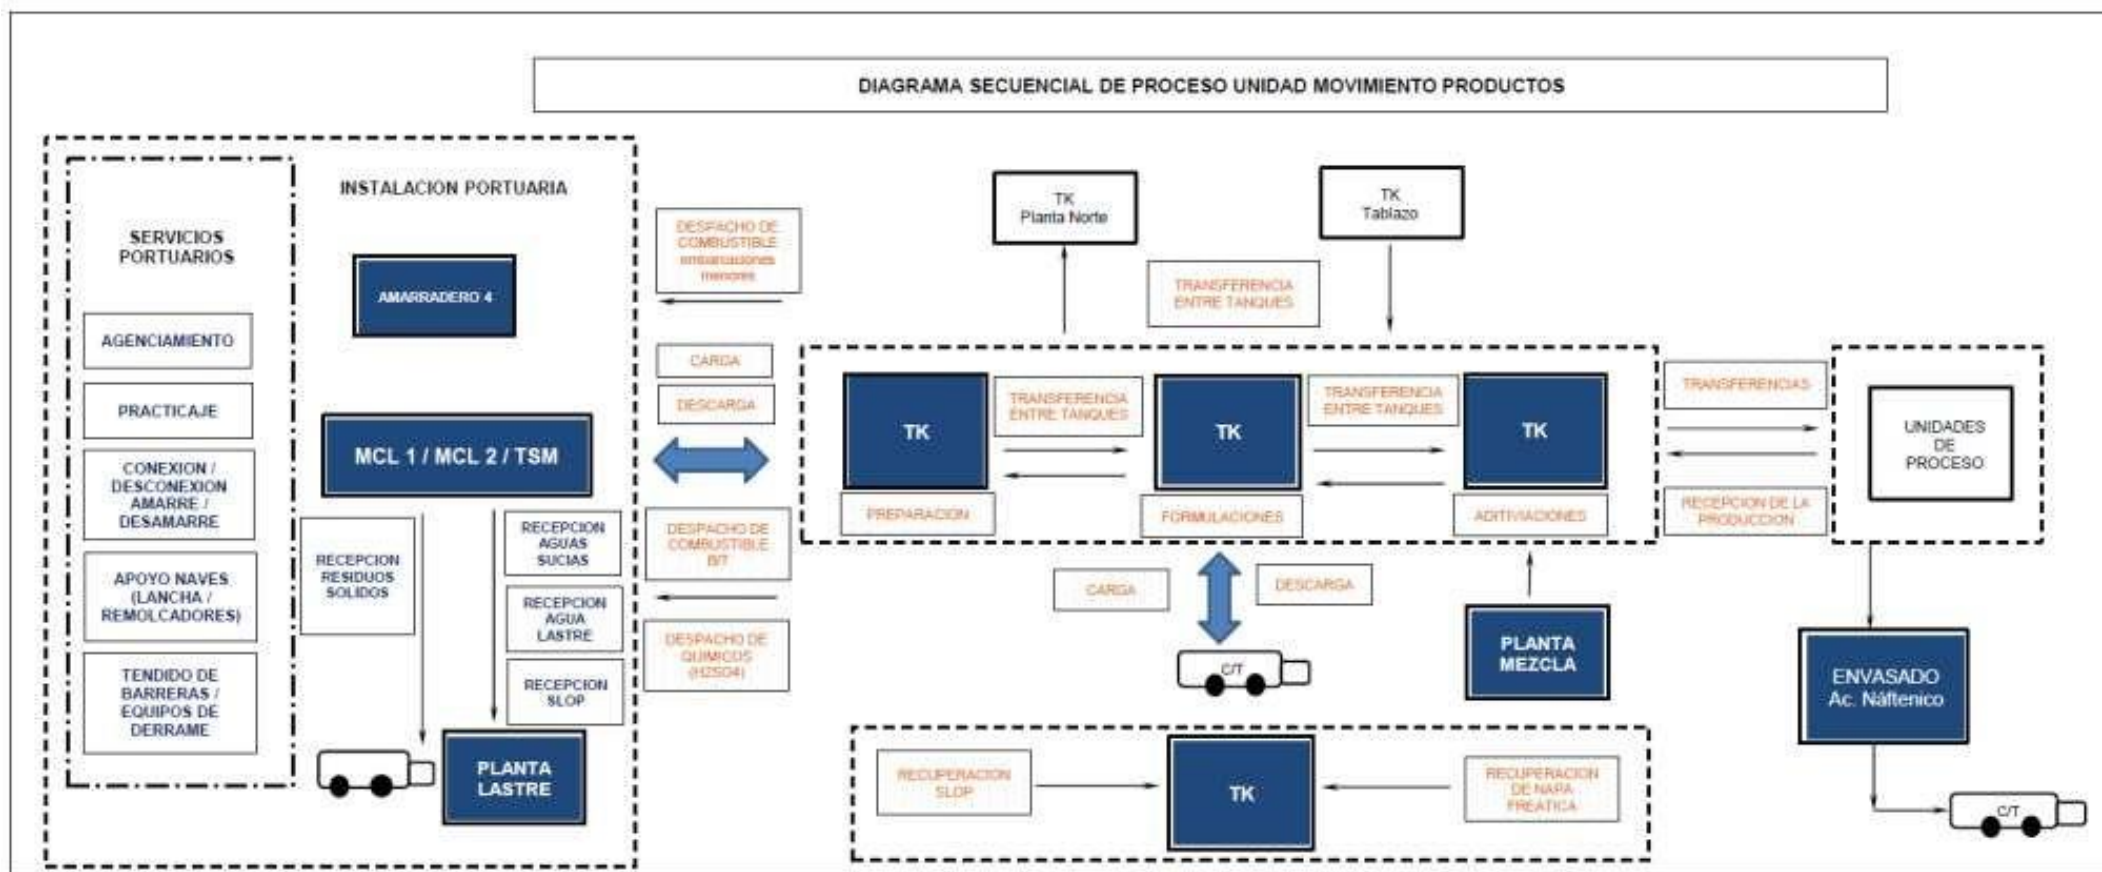 DIAGRAMA SECUENCIAL DE PROCESO UNIDAD MOVIMIENTO PRODUCTOS
SERVICIOS
PORTUARIOS
AGENCIAMIENTO
PRACTICAJE
CONEXION /
DESCONEXION
AMARRE /
DESAMARRE
APOYO NAVES
(LANCHA /
REMOLCADORES)
TENDIDO DE
BARRERAS /
EQUIPOS DE
DERRAME
INSTALACION PORTUARIA
AMARRADERO 4
MCL 1 / MCL 2 / TSM
RECEPCION
RESIDUOS
SOLIDOS
RECEPCION
AGUAS
SUCIAS
RECEPCION
AGUA
LASTRE
RECEPCION
SLOP
PLANTA
LASTRE
DESPACHO DE
COMBUSTIBLE
embarcaciones
menores
CARGA
DESCARGA
DESPACHO DE
COMBUSTIBLE
B/T
DESPACHO DE
QUIMICOS
(H2SO4)
TK
Planta Norte
TK
Tablazo
TRANSFERENCIA
ENTRE TANQUES
TK
TRANSFERENCIA
ENTRE TANQUES
TK
TRANSFERENCIA
ENTRE TANQUES
TK
PREPARACION
FORMULACIONES
ADITIVIACIONES
CARGA
DESCARGA
C/T
PLANTA
MEZCLA
RECUPERACION
SLOP
TK
RECUPERACION
DE NAPA
FREATICA
TRANSFERENCIAS
RECEPCION DE LA
PRODUCCION
UNIDADES
DE
PROCESO
ENVASADO
Ac. Náftenico
C/T